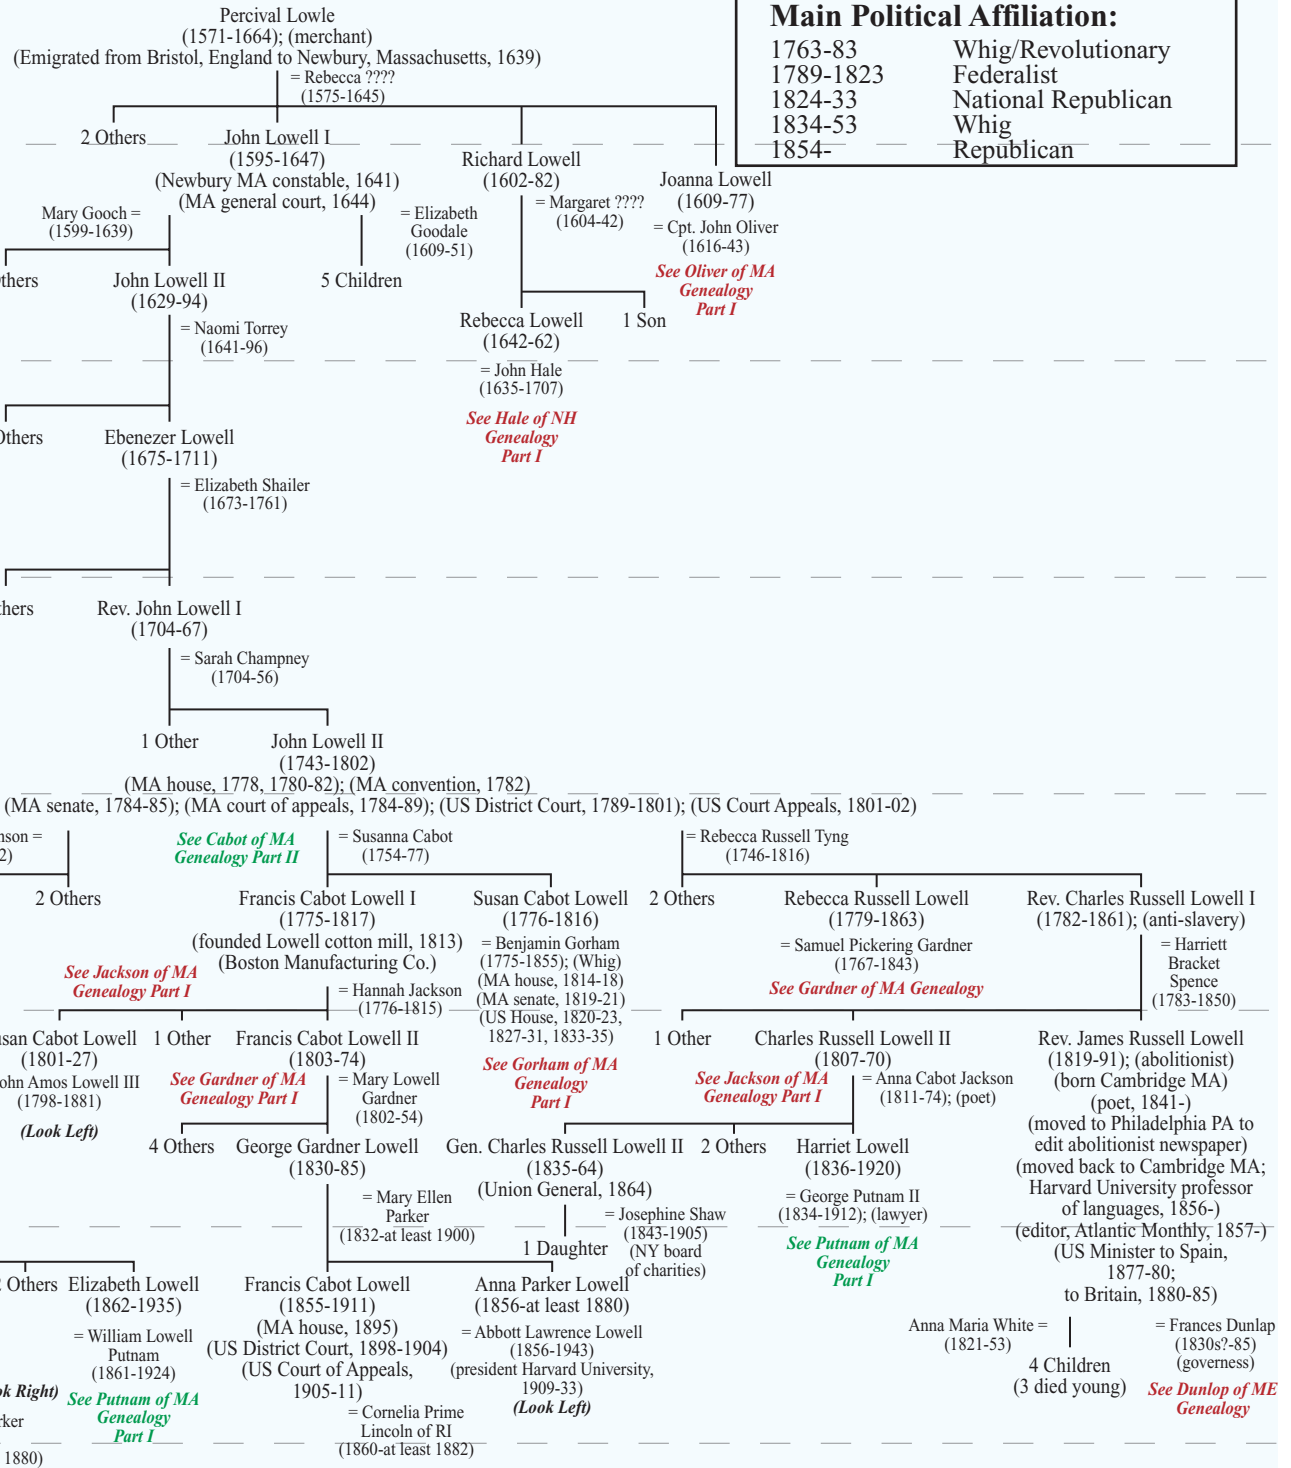 Percival Lowle
(1571-1664); (merchant)
(Emigrated from Bristol, England to Newbury, Massachusetts, 1639)
= Rebecca ????
(1575-1645)
Main Political Affiliation:
1763-83 Whig/Revolutionary
1789-1823 Federalist
1824-33 National Republican
1834-53 Whig
1854- Republican
2 Others
John Lowell I
(1595-1647)
(Newbury MA constable, 1641)
(MA general court, 1644)
Richard Lowell
(1602-82)
Joanna Lowell
(1609-77)
Mary Gooch =
(1599-1639)
= Elizabeth
Goodale
(1609-51)
= Margaret ????
(1604-42)
= Cpt. John Oliver
(1616-43)
See Oliver of MA
Genealogy
Part I
thers
John Lowell II
(1629-94)
5 Children
= Naomi Torrey
(1641-96)
Rebecca Lowell
(1642-62)
1 Son
= John Hale
(1635-1707)
See Hale of NH
Genealogy
Part I
Others
Ebenezer Lowell
(1675-1711)
= Elizabeth Shailer
(1673-1761)
hers
Rev. John Lowell I
(1704-67)
= Sarah Champney
(1704-56)
1 Other
John Lowell II
(1743-1802)
(MA house, 1778, 1780-82); (MA convention, 1782)
(MA senate, 1784-85); (MA court of appeals, 1784-89); (US District Court, 1789-1801); (US Court Appeals, 1801-02)
nson =
2)
See Cabot of MA
Genealogy Part II
= Susanna Cabot
(1754-77)
= Rebecca Russell Tyng
(1746-1816)
2 Others
Francis Cabot Lowell I
(1775-1817)
(founded Lowell cotton mill, 1813)
(Boston Manufacturing Co.)
Susan Cabot Lowell
(1776-1816)
= Benjamin Gorham
(1775-1855); (Whig)
(MA house, 1814-18)
(MA senate, 1819-21)
(US House, 1820-23,
1827-31, 1833-35)
See Gorham of MA
Genealogy
Part I
2 Others
Rebecca Russell Lowell
(1779-1863)
= Samuel Pickering Gardner
(1767-1843)
See Gardner of MA Genealogy
Rev. Charles Russell Lowell I
(1782-1861); (anti-slavery)
= Harriett
Bracket
Spence
(1783-1850)
See Jackson of MA
Genealogy Part I
= Hannah Jackson
(1776-1815)
usan Cabot Lowell
(1801-27)
ohn Amos Lowell III
(1798-1881)
(Look Left)
1 Other
Francis Cabot Lowell II
(1803-74)
See Gardner of MA
Genealogy Part I
= Mary Lowell
Gardner
(1802-54)
1 Other
Charles Russell Lowell II
(1807-70)
See Jackson of MA
Genealogy Part I
= Anna Cabot Jackson
(1811-74); (poet)
Rev. James Russell Lowell
(1819-91); (abolitionist)
(born Cambridge MA)
(poet, 1841-)
(moved to Philadelphia PA to
edit abolitionist newspaper)
(moved back to Cambridge MA;
Harvard University professor
of languages, 1856-)
(editor, Atlantic Monthly, 1857-)
(US Minister to Spain,
1877-80;
to Britain, 1880-85)
4 Others
George Gardner Lowell
(1830-85)
= Mary Ellen
Parker
(1832-at least 1900)
Gen. Charles Russell Lowell II
(1835-64)
(Union General, 1864)
= Josephine Shaw
(1843-1905)
(NY board
of charities)
1 Daughter
2 Others
Harriet Lowell
(1836-1920)
= George Putnam II
(1834-1912); (lawyer)
See Putnam of MA
Genealogy
Part I
2 Others
Elizabeth Lowell
(1862-1935)
= William Lowell
Putnam
(1861-1924)
See Putnam of MA
Genealogy
Part I
Francis Cabot Lowell
(1855-1911)
(MA house, 1895)
(US District Court, 1898-1904)
(US Court of Appeals,
1905-11)
= Cornelia Prime
Lincoln of RI
(1860-at least 1882)
Anna Parker Lowell
(1856-at least 1880)
= Abbott Lawrence Lowell
(1856-1943)
(president Harvard University,
1909-33)
(Look Left)
Anna Maria White =
(1821-53)
4 Children
(3 died young)
= Frances Dunlap
(1830s?-85)
(governess)
See Dunlop of ME
Genealogy
ok Right)
rker
1880)